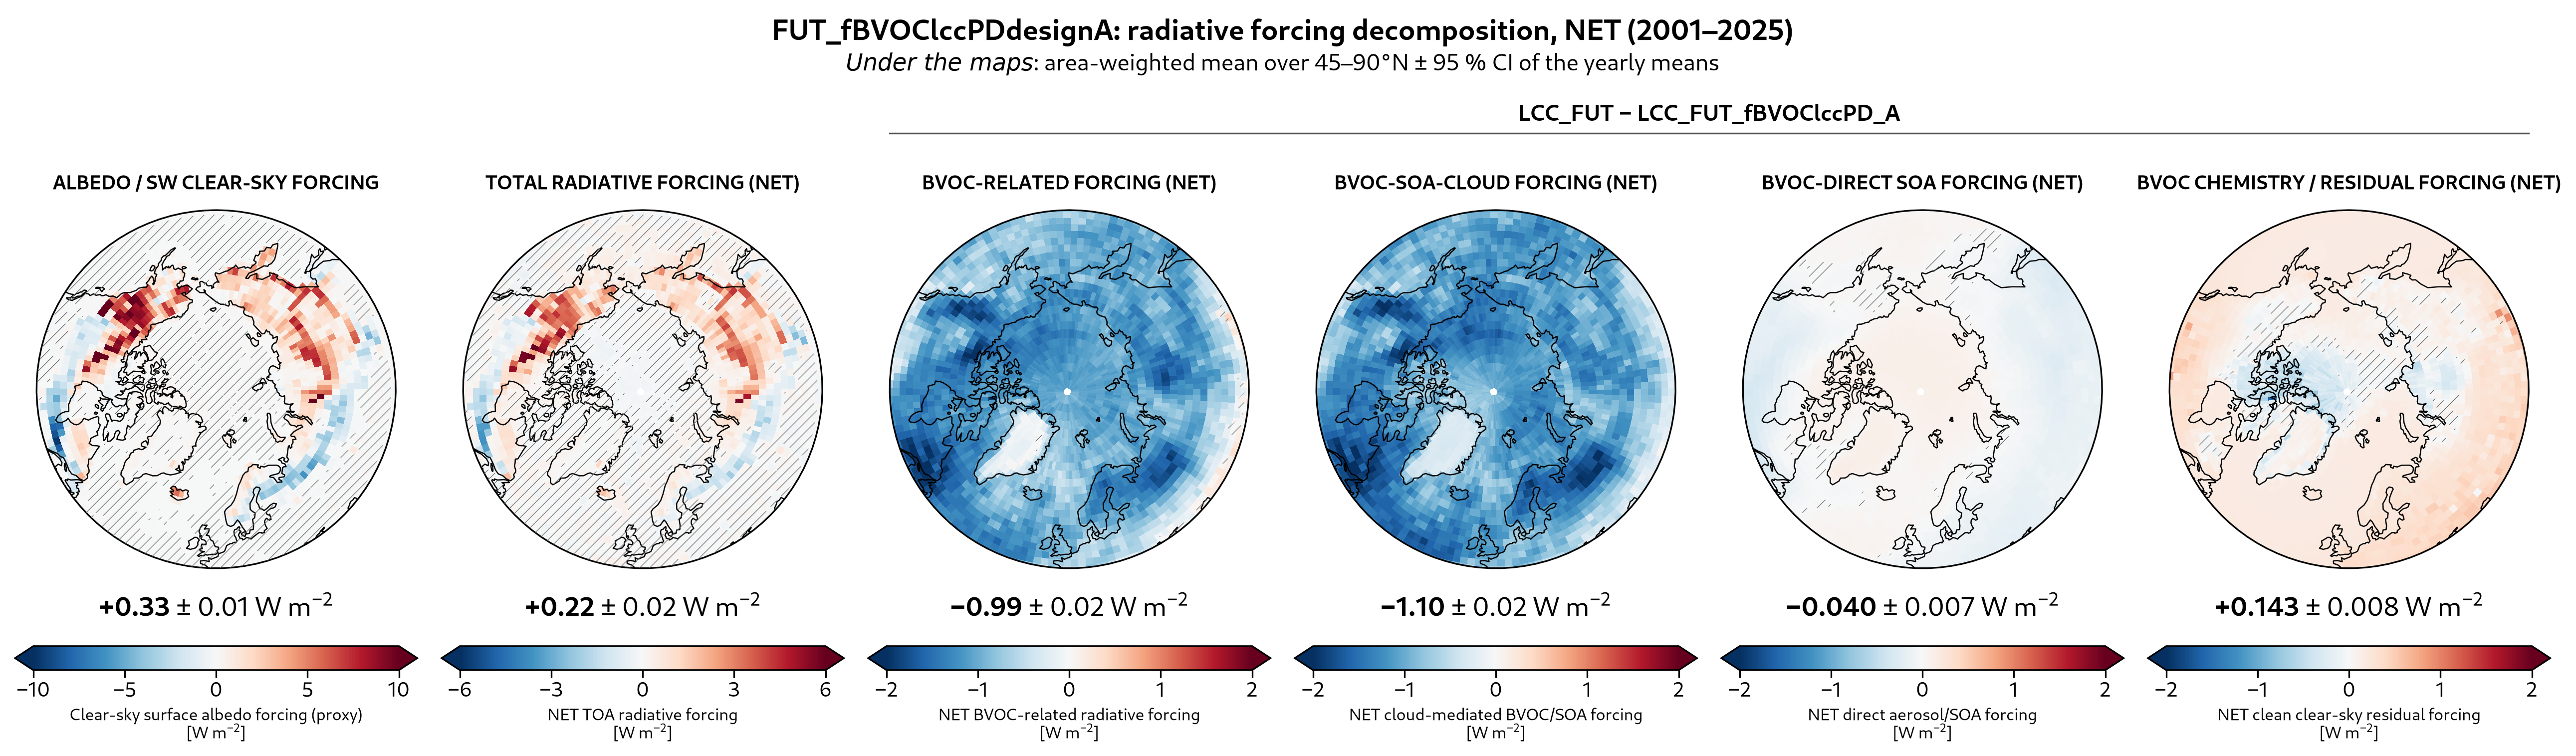 FUT_fBVOClccPDdesignA: radiative forcing decomposition, NET (2001–2025)
Under the maps: area-weighted mean over 45–90°N ± 95 % CI of the yearly means
LCC_FUT − LCC_FUT_fBVOClccPD_A
ALBEDO / SW CLEAR-SKY FORCING
TOTAL RADIATIVE FORCING (NET)
BVOC-RELATED FORCING (NET)
BVOC-SOA-CLOUD FORCING (NET)
BVOC-DIRECT SOA FORCING (NET)
BVOC CHEMISTRY / RESIDUAL FORCING (NET)
+0.33 ± 0.01 W m⁻²
+0.22 ± 0.02 W m⁻²
−0.99 ± 0.02 W m⁻²
−1.10 ± 0.02 W m⁻²
−0.040 ± 0.007 W m⁻²
+0.143 ± 0.008 W m⁻²
−10 −5 0 5 10
−6 −3 0 3 6
−2 −1 0 1 2
−2 −1 0 1 2
−2 −1 0 1 2
−2 −1 0 1 2
Clear-sky surface albedo forcing (proxy)
[W m⁻²]
NET TOA radiative forcing
[W m⁻²]
NET BVOC-related radiative forcing
[W m⁻²]
NET cloud-mediated BVOC/SOA forcing
[W m⁻²]
NET direct aerosol/SOA forcing
[W m⁻²]
NET clean clear-sky residual forcing
[W m⁻²]